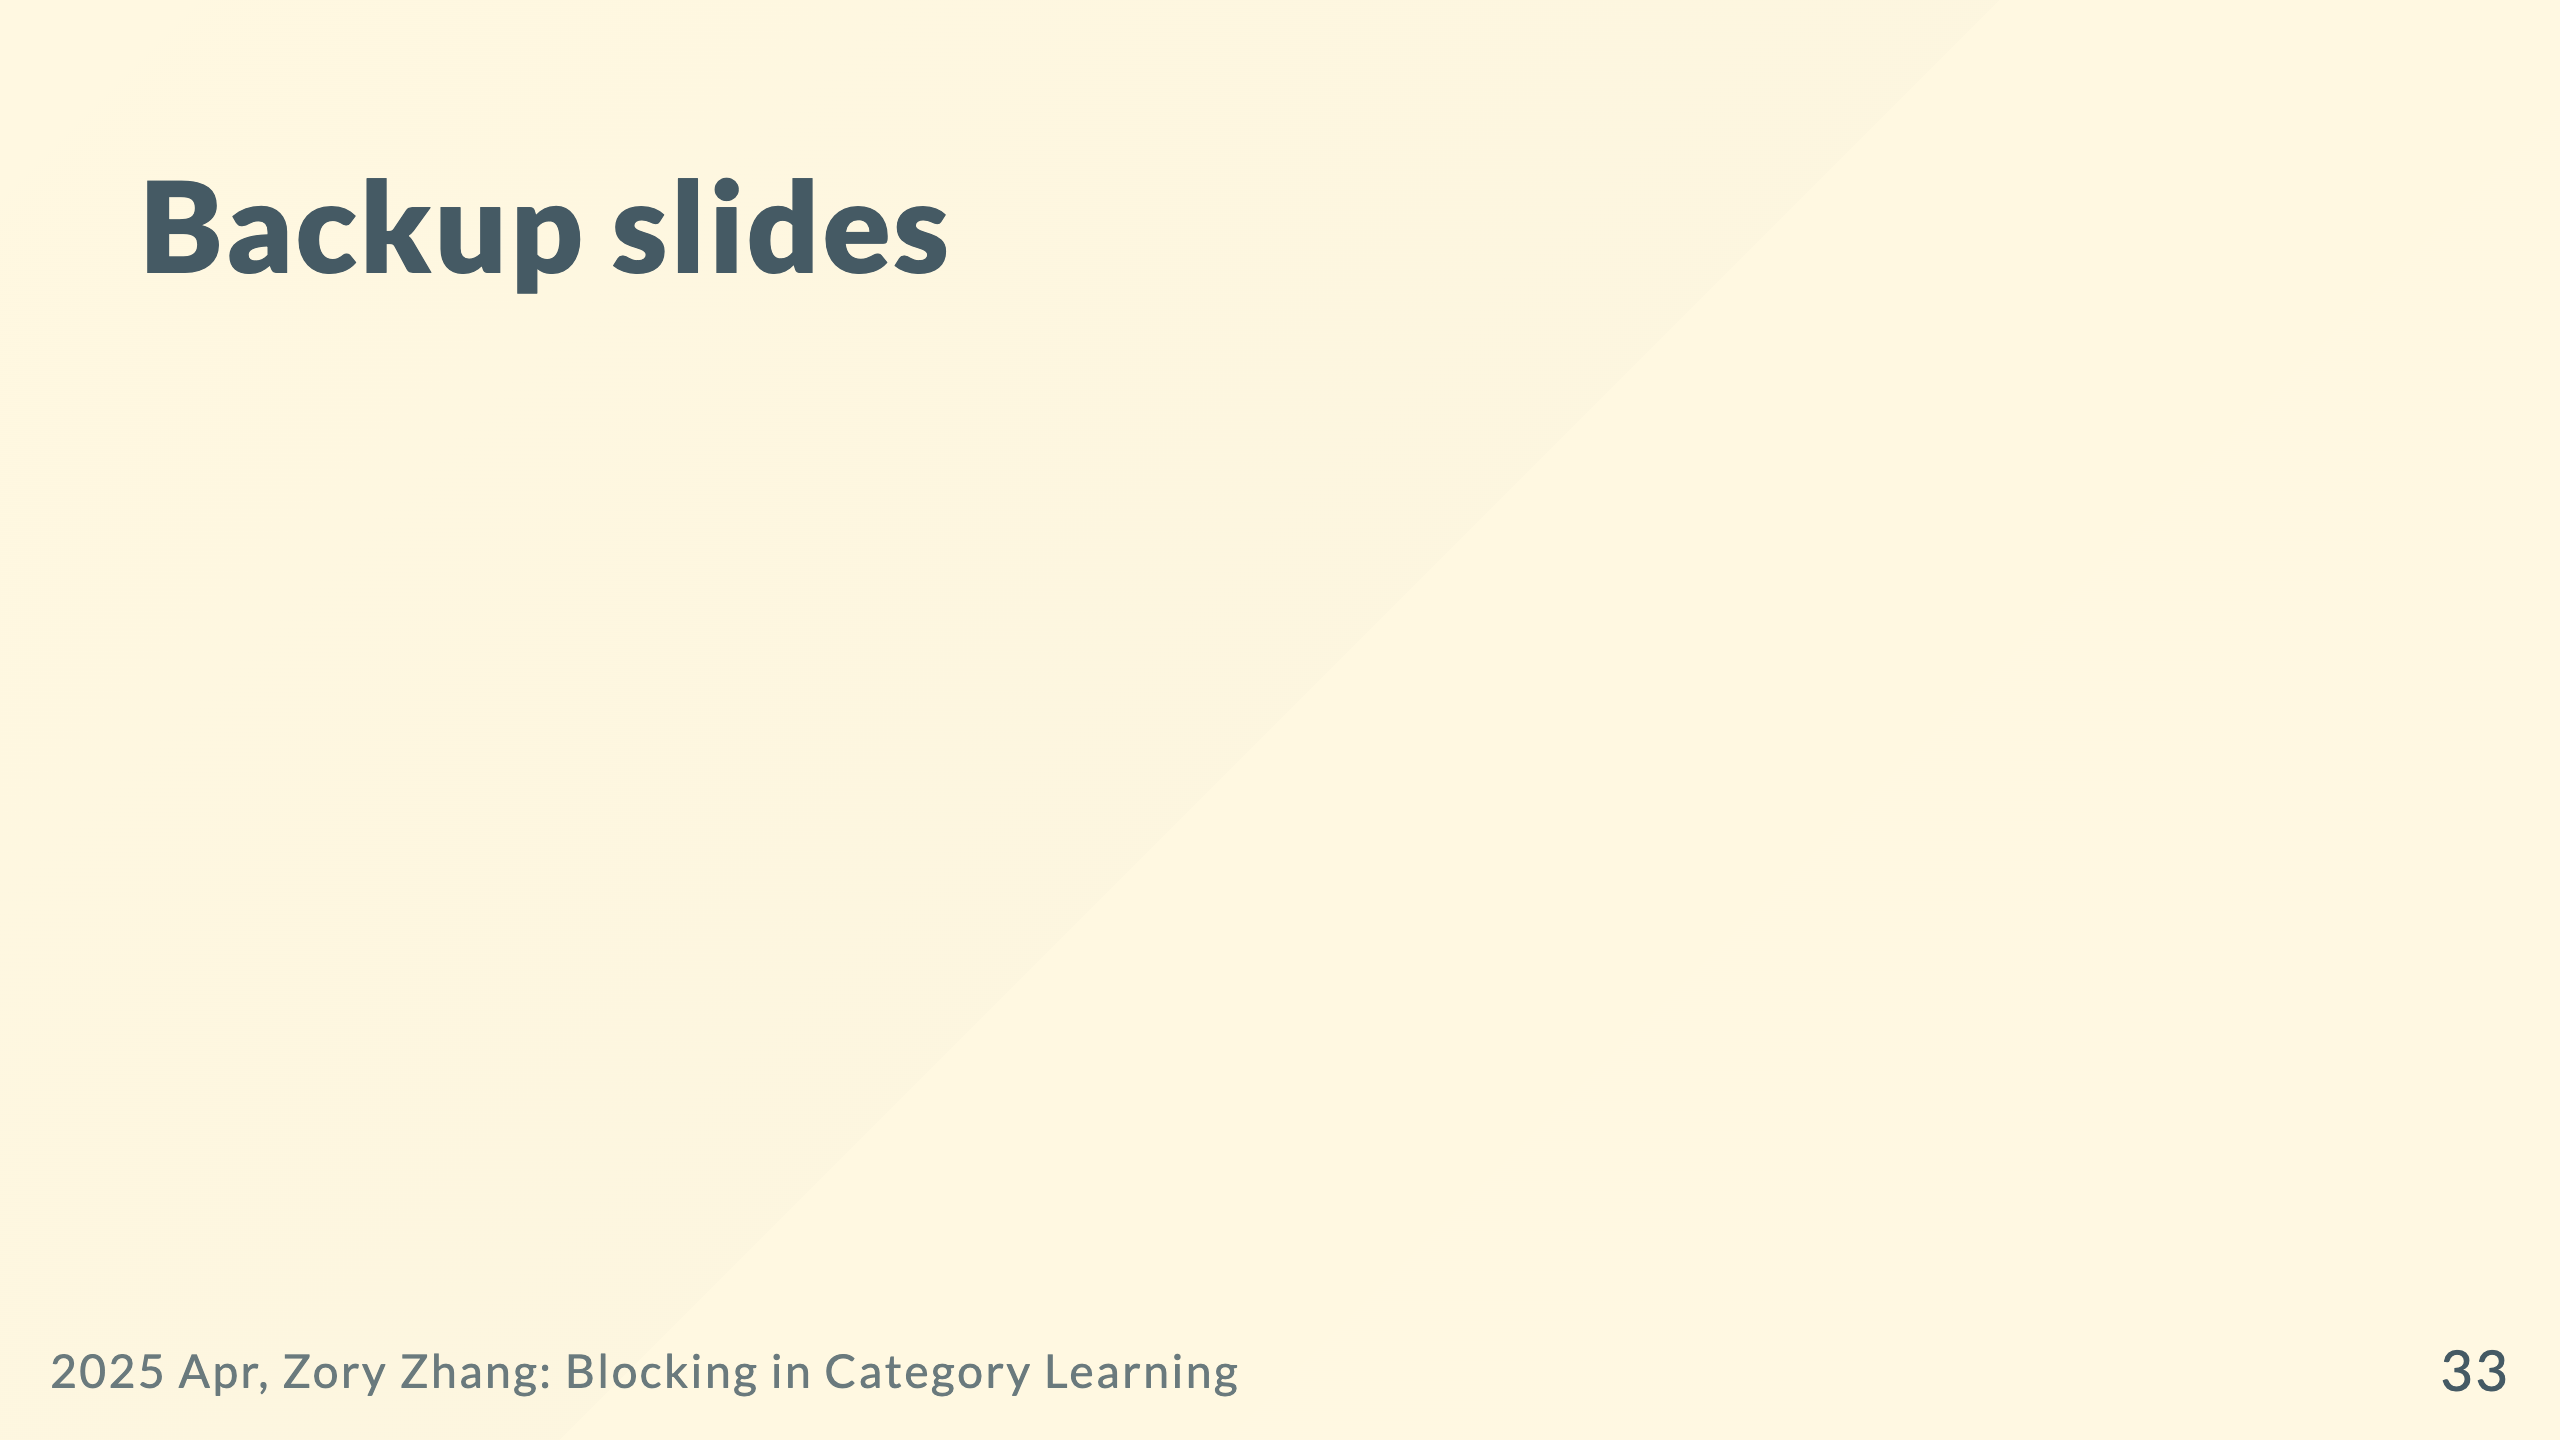 Backup slides
2025 Apr, Zory Zhang: Blocking in Category Learning
33